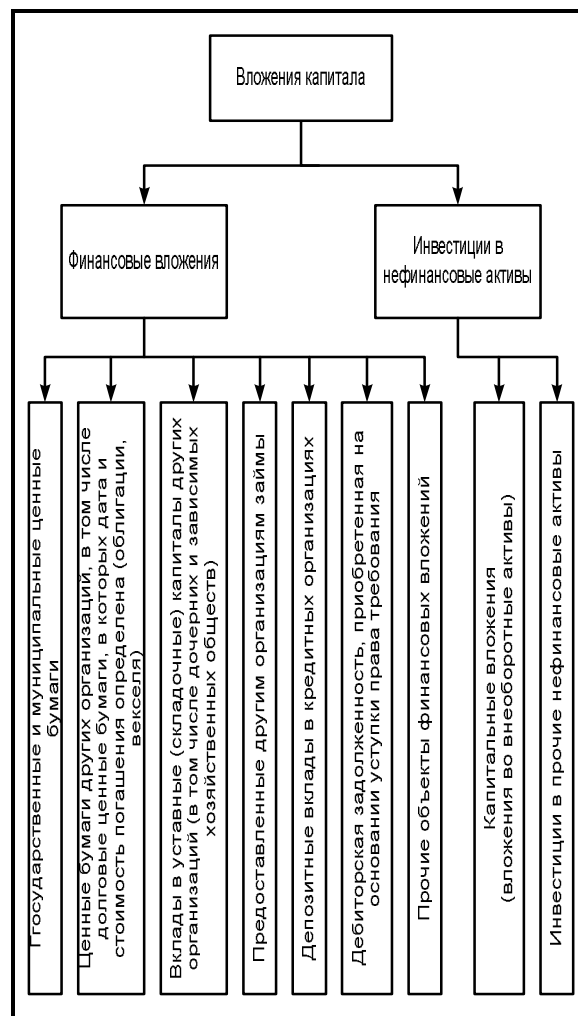 Вложения капитала
Финансовые вложения
Инвестиции в
нефинансовые активы
Ггосударственные и муниципальные ценные
бумаги
Ценные бумаги других организаций, в том числе
долговые ценные бумаги, в которых дата и
стоимость погашения определена (облигации,
векселя)
Вклады в уставные (складочные) капиталы других
организаций (в том числе дочерних и зависимых
хозяйственных обществ)
Предоставленные другим организациям займы
Депозитные вклады в кредитных организациях
Дебиторская задолженность, приобретенная на
основании уступки права требования
Прочие объекты финансовых вложений
Капитальные вложения
(вложения во внеоборотные активы)
Инвестиции в прочие нефинансовые активы